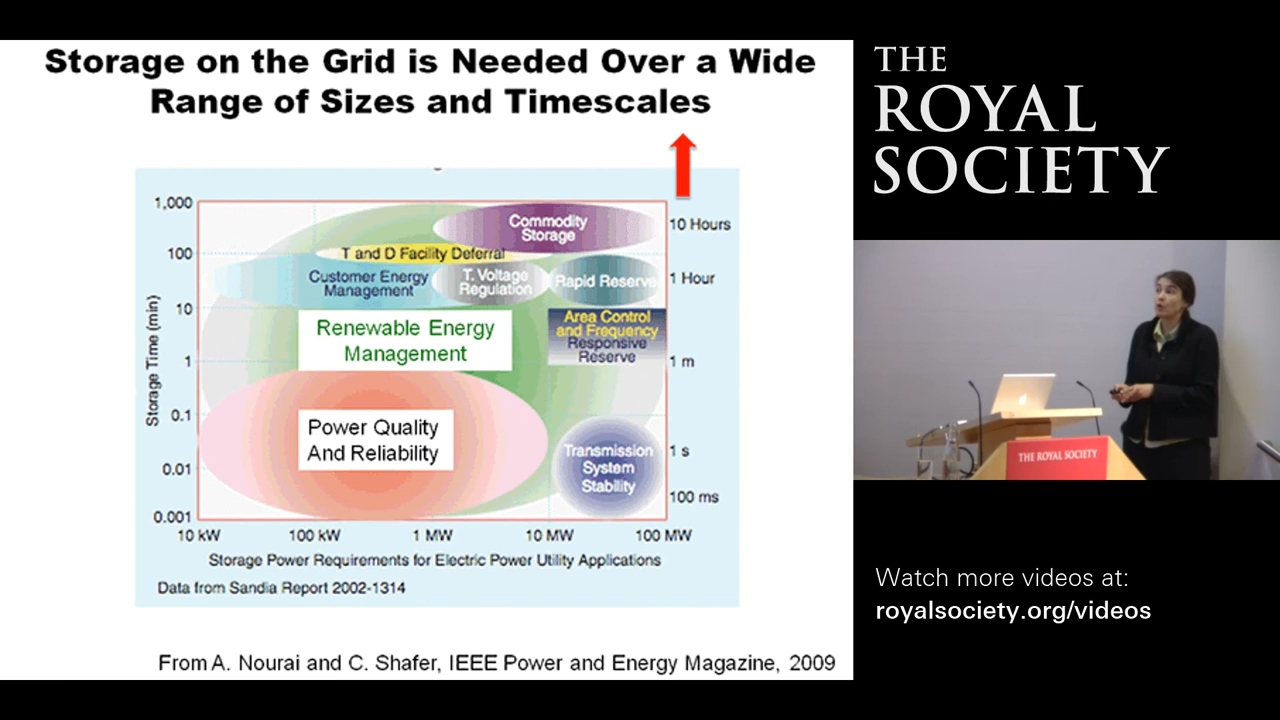 Storage on the Grid is Needed Over a Wide
Range of Sizes and Timescales
1,000
100
10
1
0.1
0.01
0.001
Storage Time (min)
Commodity
Storage
T and D Facility Deferral
Customer Energy
Management
T. Voltage
Regulation
Rapid Reserve
Renewable Energy
Management
Area Control
and Frequency
Responsive
Reserve
Power Quality
And Reliability
Transmission
System
Stability
10 Hours
1 Hour
1 m
1 s
100 ms
10 kW
100 kW
1 MW
10 MW
100 MW
Storage Power Requirements for Electric Power Utility Applications
Data from Sandia Report 2002-1314
From A. Nourai and C. Shafer, IEEE Power and Energy Magazine, 2009
THE
ROYAL
SOCIETY
THE ROYAL SOCIETY
Watch more videos at:
royalsociety.org/videos